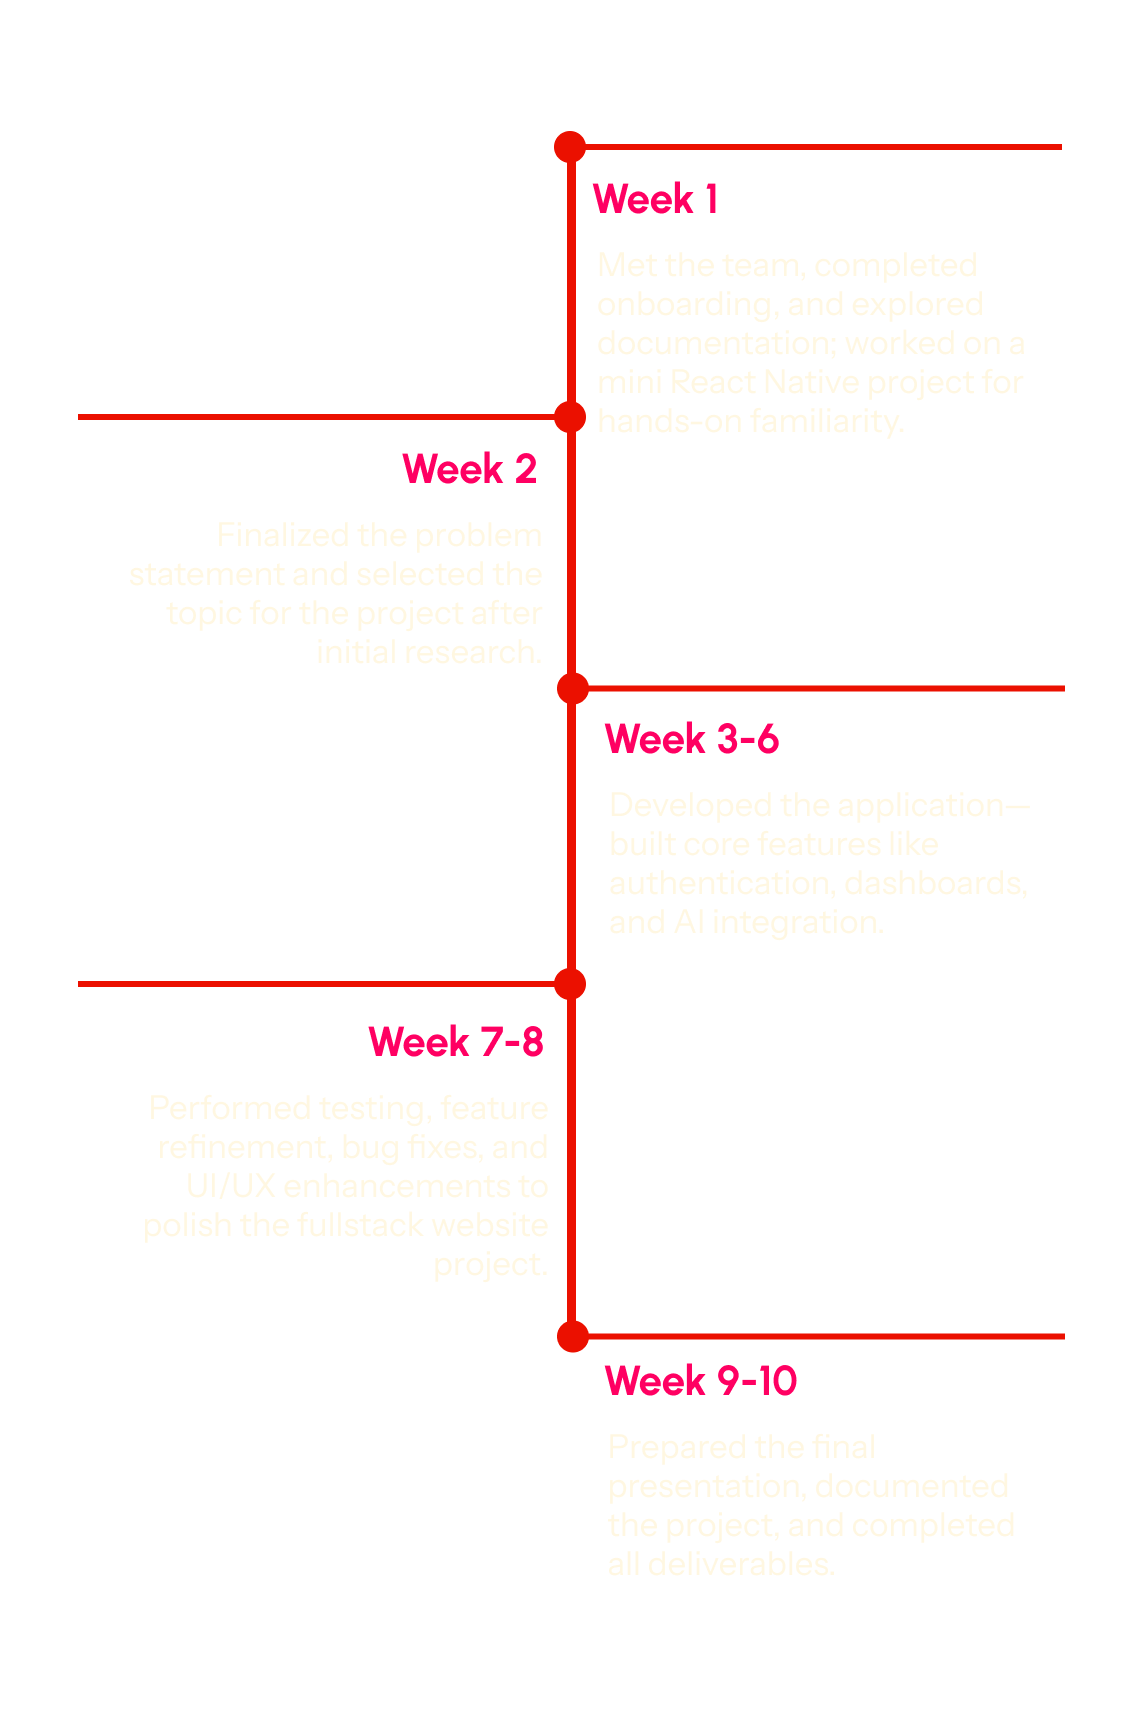 Week 1
Met the team, completed
onboarding, and explored
documentation; worked on a
mini React Native project for
hands-on familiarity.
Week 2
Finalized the problem
statement and selected the
topic for the project after
initial research.
Week 3-6
Developed the application—
built core features like
authentication, dashboards,
and AI integration.
Week 7-8
Performed testing, feature
refinement, bug fixes, and
UI/UX enhancements to
polish the fullstack website
project.
Week 9-10
Prepared the final
presentation, documented
the project, and completed
all deliverables.